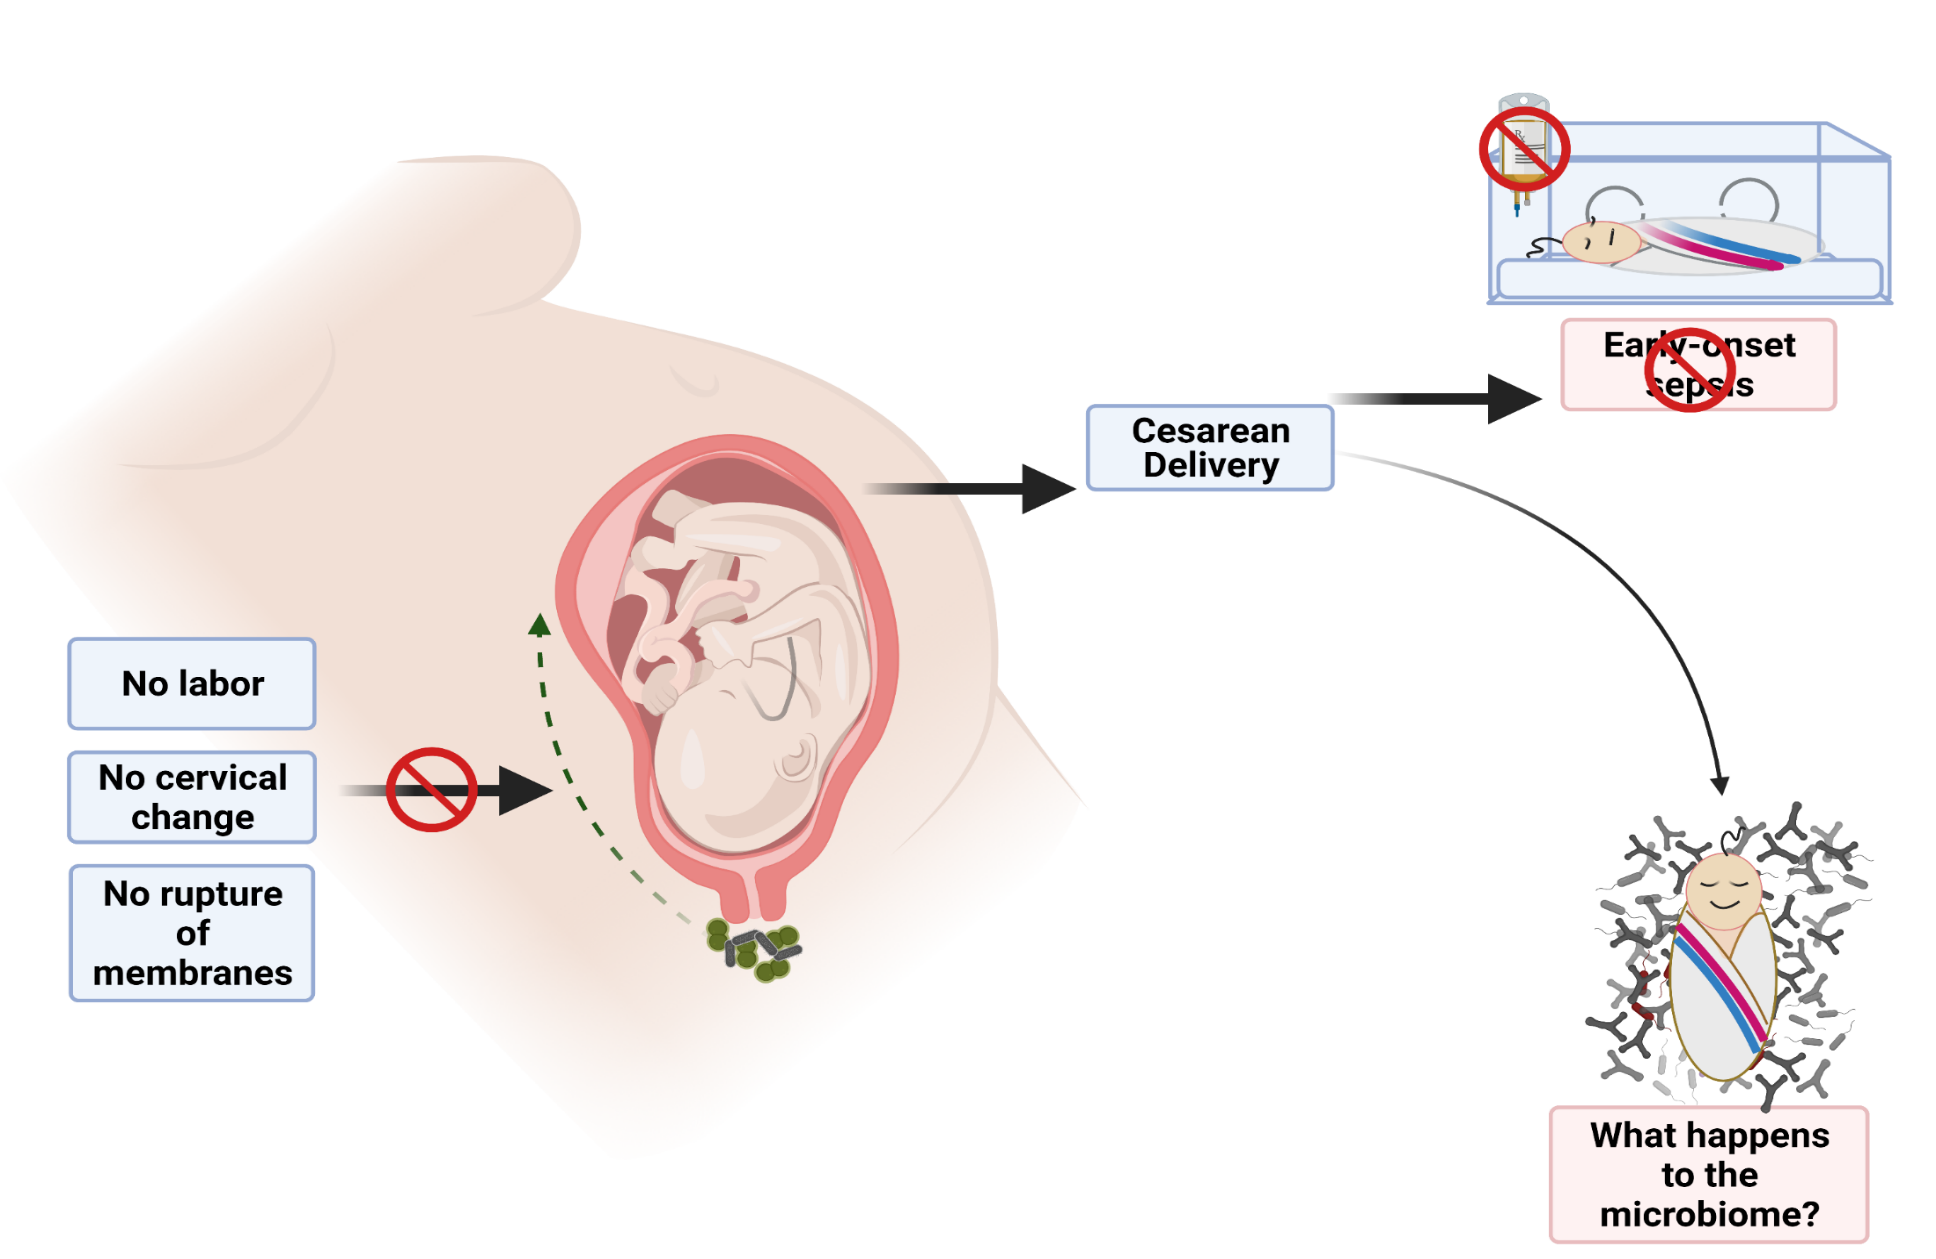 Rx
Early-onset
sepsis
Cesarean
Delivery
No labor
No cervical
change
No rupture
of
membranes
What happens
to the
microbiome?